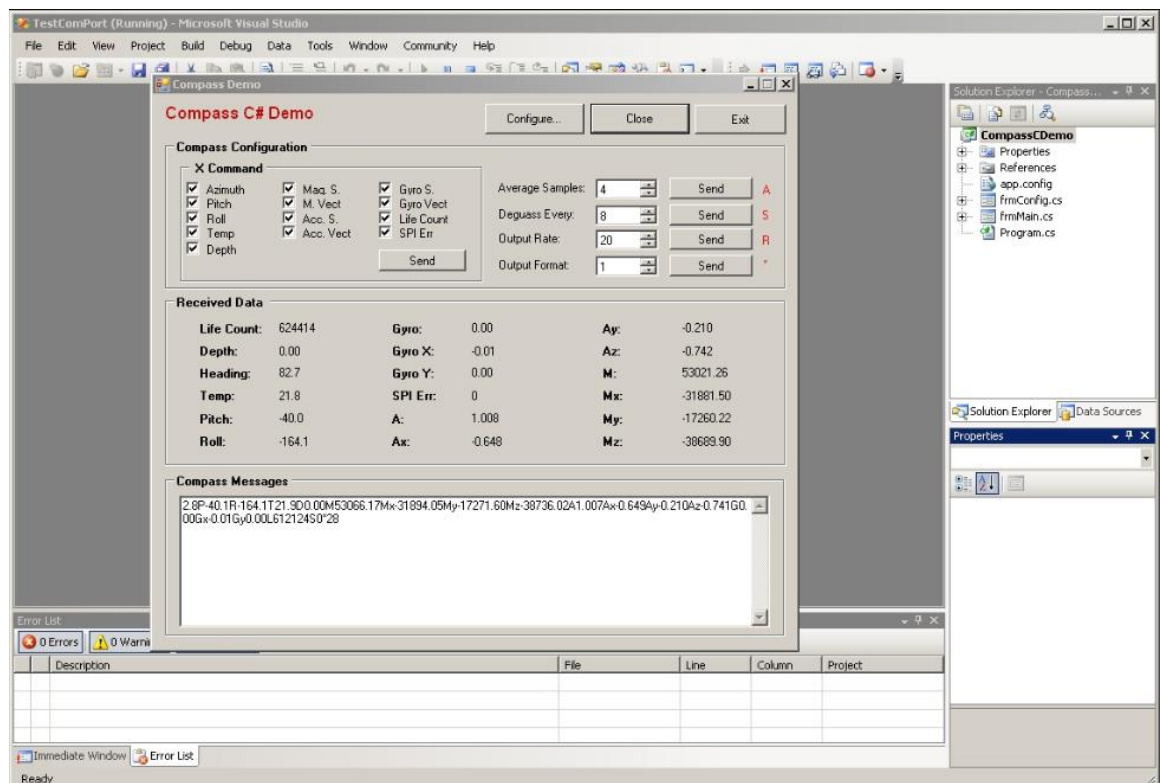 TestComPort (Running) - Microsoft Visual Studio
File Edit View Project Build Debug Data Tools Window Community Help
Compass Demo
Compass C# Demo
Configure... Close Exit
Compass Configuration
X Command
Azimuth Mag. S. Gyro S. Average Samples: 4 Send A
Pitch M. Vect Gyro Vect
Roll Acc. S. Life Count Deguass Every: 8 Send S
Temp Acc. Vect SPI Err Output Rate: 20 Send R
Depth Send Output Format: 1 Send *
Received Data
Life Count: 624414 Gyro: 0.00 Ay: -0.210
Depth: 0.00 Gyro X: -0.01 Az: -0.742
Heading: 82.7 Gyro Y: 0.00 M: 53021.26
Temp: 21.8 SPI Err: 0 Mx: -31881.50
Pitch: -40.0 A: 1.008 My: -17260.22
Roll: -164.1 Ax: -0.648 Mz: -38689.90
Compass Messages
2.8P-40.1R-164.1T21.9D0.00M53066.17Mx-31894.05My-17271.60Mz-38736.02A1.007Ax-0.649Ay-0.210Az-0.741G0.
00Gx-0.01Gy0.00L612124S0*28
Solution Explorer - Compass...
CompassCDemo
Properties
References
app.config
frmConfig.cs
frmMain.cs
Program.cs
Solution Explorer Data Sources
Properties
Error List
0 Errors 0 Warni
Description File Line Column Project
Immediate Window Error List
Ready